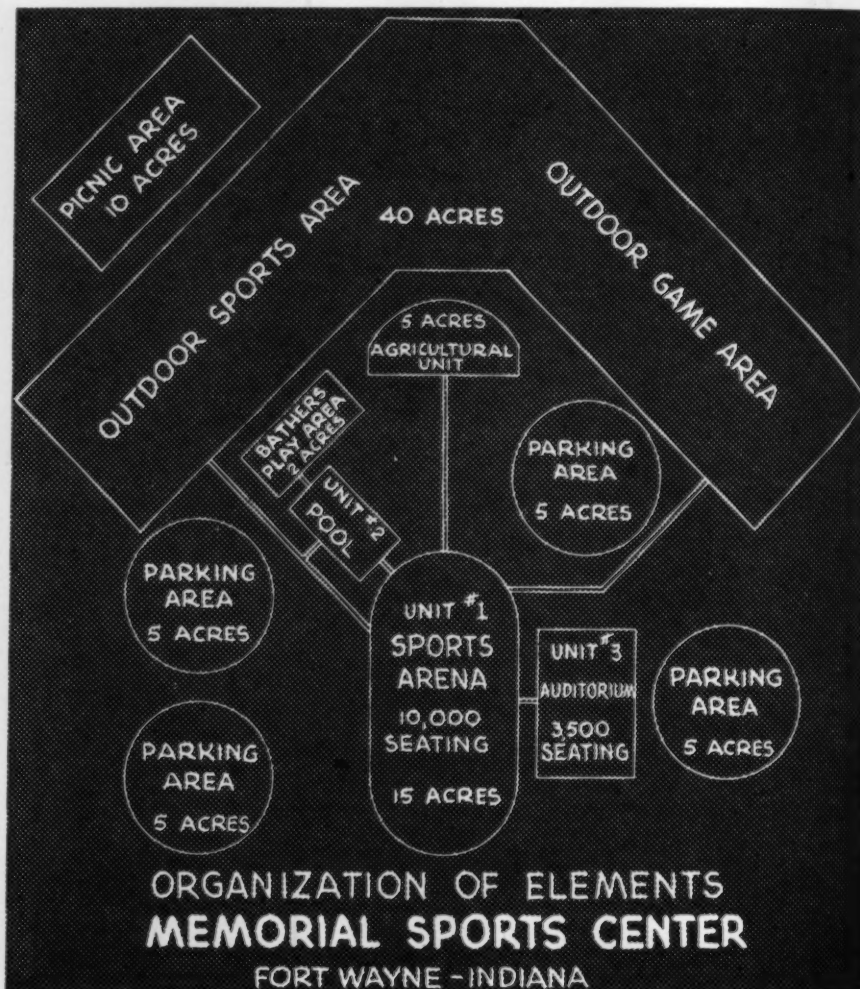 PICNIC AREA
10 ACRES
OUTDOOR SPORTS AREA
40 ACRES
OUTDOOR GAME AREA
5 ACRES
AGRICULTURAL
UNIT
BATHERS
PLAY AREA
2 ACRES
UNIT #2
POOL
PARKING
AREA
5 ACRES
PARKING
AREA
5 ACRES
UNIT #1
SPORTS
ARENA
10,000
SEATING
15 ACRES
UNIT #3
AUDITORIUM
3,500
SEATING
PARKING
AREA
5 ACRES
PARKING
AREA
5 ACRES
ORGANIZATION OF ELEMENTS
MEMORIAL SPORTS CENTER
FORT WAYNE - INDIANA